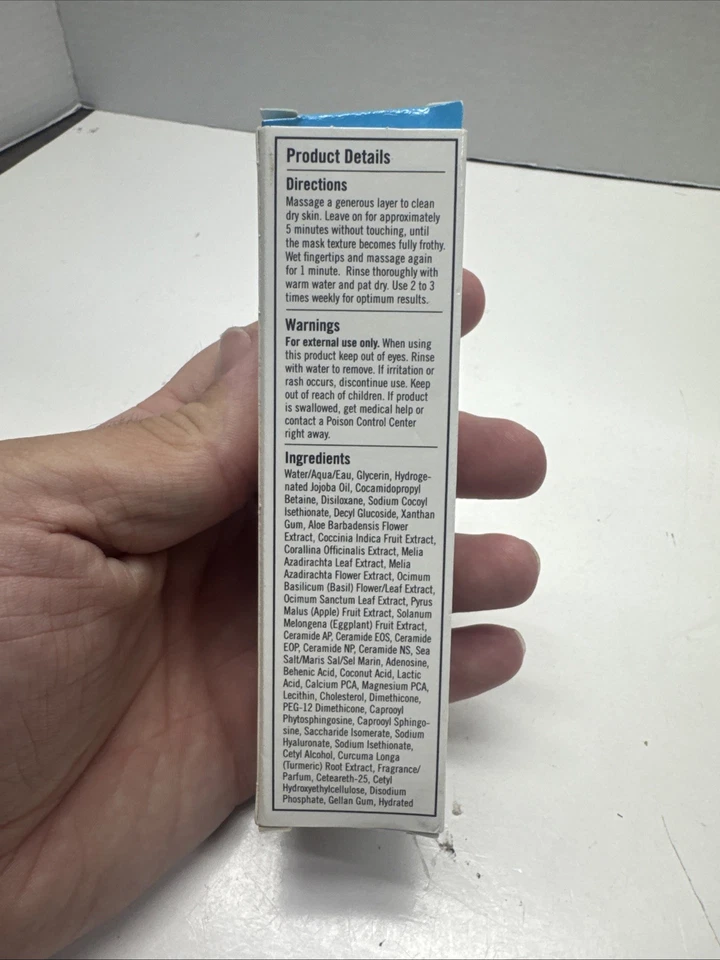 Product Details
Directions
Massage a generous layer to clean
dry skin. Leave on for approximately
5 minutes without touching, until
the mask texture becomes fully frothy.
Wet fingertips and massage again
for 1 minute. Rinse thoroughly with
warm water and pat dry. Use 2 to 3
times weekly for optimum results.
Warnings
For external use only. When using
this product keep out of eyes. Rinse
with water to remove. If irritation or
rash occurs, discontinue use. Keep
out of reach of children. If product
is swallowed, get medical help or
contact a Poison Control Center
right away.
Ingredients
Water/Aqua/Eau, Glycerin, Hydroge-
nated Jojoba Oil, Cocamidopropyl
Betaine, Disiloxane, Sodium Cocoyl
Isethionate, Decyl Glucoside, Xanthan
Gum, Aloe Barbadensis Flower
Extract, Coccinia Indica Fruit Extract,
Corallina Officinalis Extract, Melia
Azadirachta Leaf Extract, Melia
Azadirachta Flower Extract, Ocimum
Basilicum (Basil) Flower/Leaf Extract,
Ocimum Sanctum Leaf Extract, Pyrus
Malus (Apple) Fruit Extract, Solanum
Melongena (Eggplant) Fruit Extract,
Ceramide AP, Ceramide EOS, Ceramide
EOP, Ceramide NP, Ceramide NS, Sea
Salt/Maris Sal/Sel Marin, Adenosine,
Behenic Acid, Coconut Acid, Lactic
Acid, Calcium PCA, Magnesium PCA,
Lecithin, Cholesterol, Dimethicone,
PEG-12 Dimethicone, Caprooyl
Phytosphingosine, Caprooyl Sphingo-
sine, Saccharide Isomerate, Sodium
Hyaluronate, Sodium Isethionate,
Cetyl Alcohol, Curcuma Longa
(Turmeric) Root Extract, Fragrance/
Parfum, Ceteareth-25, Cetyl
Hydroxyethylcellulose, Disodium
Phosphate, Gellan Gum, Hydrated